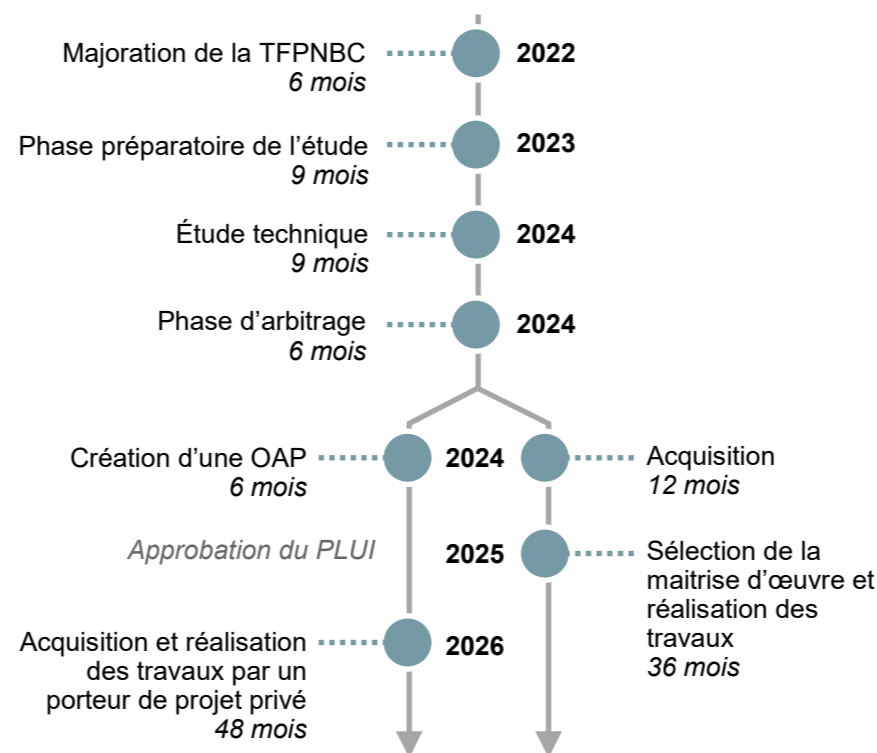 Majoration de la TFPNBC
6 mois
2022
Phase préparatoire de l’étude
9 mois
2023
Étude technique
9 mois
2024
Phase d’arbitrage
6 mois
2024
Création d’une OAP
6 mois
2024
Acquisition
12 mois
Approbation du PLUI
2025
Sélection de la
maitrise d’œuvre et
réalisation des
travaux
36 mois
Acquisition et réalisation
des travaux par un
porteur de projet privé
48 mois
2026